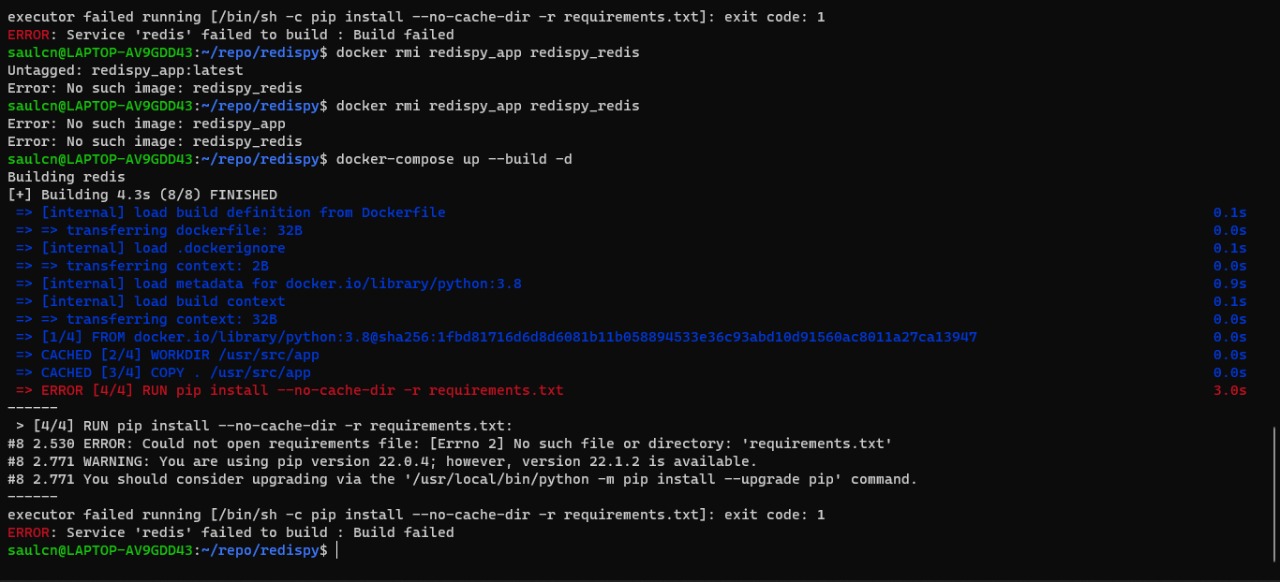 executor failed running [/bin/sh -c pip install --no-cache-dir -r requirements.txt]: exit code: 1
ERROR: Service 'redis' failed to build : Build failed
saulcn@LAPTOP-AV9GDD43:~/repo/redispy$ docker rmi redispy_app redispy_redis
Untagged: redispy_app:latest
Error: No such image: redispy_redis
saulcn@LAPTOP-AV9GDD43:~/repo/redispy$ docker rmi redispy_app redispy_redis
Error: No such image: redispy_app
Error: No such image: redispy_redis
saulcn@LAPTOP-AV9GDD43:~/repo/redispy$ docker-compose up --build -d
Building redis
[+] Building 4.3s (8/8) FINISHED
=> [internal] load build definition from Dockerfile 0.1s
=> => transferring dockerfile: 32B 0.0s
=> [internal] load .dockerignore 0.1s
=> => transferring context: 2B 0.0s
=> [internal] load metadata for docker.io/library/python:3.8 0.9s
=> [internal] load build context 0.1s
=> => transferring context: 32B 0.0s
=> [1/4] FROM docker.io/library/python:3.8@sha256:1fbd81716d6d8d6081b11b058894533e36c93abd10d91560ac8011a27ca13947 0.0s
=> CACHED [2/4] WORKDIR /usr/src/app 0.0s
=> CACHED [3/4] COPY . /usr/src/app 0.0s
=> ERROR [4/4] RUN pip install --no-cache-dir -r requirements.txt 3.0s
------
> [4/4] RUN pip install --no-cache-dir -r requirements.txt:
#8 2.530 ERROR: Could not open requirements file: [Errno 2] No such file or directory: 'requirements.txt'
#8 2.771 WARNING: You are using pip version 22.0.4; however, version 22.1.2 is available.
#8 2.771 You should consider upgrading via the '/usr/local/bin/python -m pip install --upgrade pip' command.
------
executor failed running [/bin/sh -c pip install --no-cache-dir -r requirements.txt]: exit code: 1
ERROR: Service 'redis' failed to build : Build failed
saulcn@LAPTOP-AV9GDD43:~/repo/redispy$